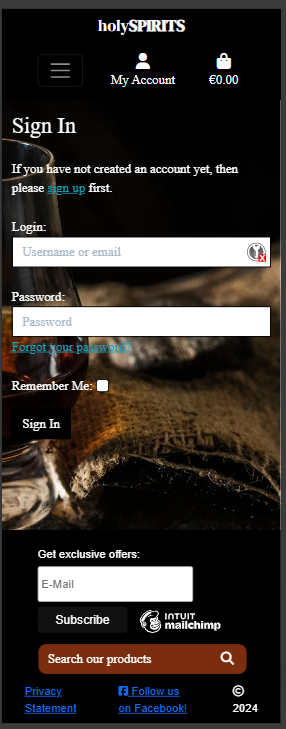 holySPIRITS
My Account
€0.00
Sign In
If you have not created an account yet, then
please sign up first.
Login:
Username or email
Password:
Password
Forgot your password?
Remember Me:
Sign In
Get exclusive offers:
E-Mail
Subscribe
INTUIT
mailchimp
Search our products
Privacy
Statement
Follow us
on Facebook!
©
2024